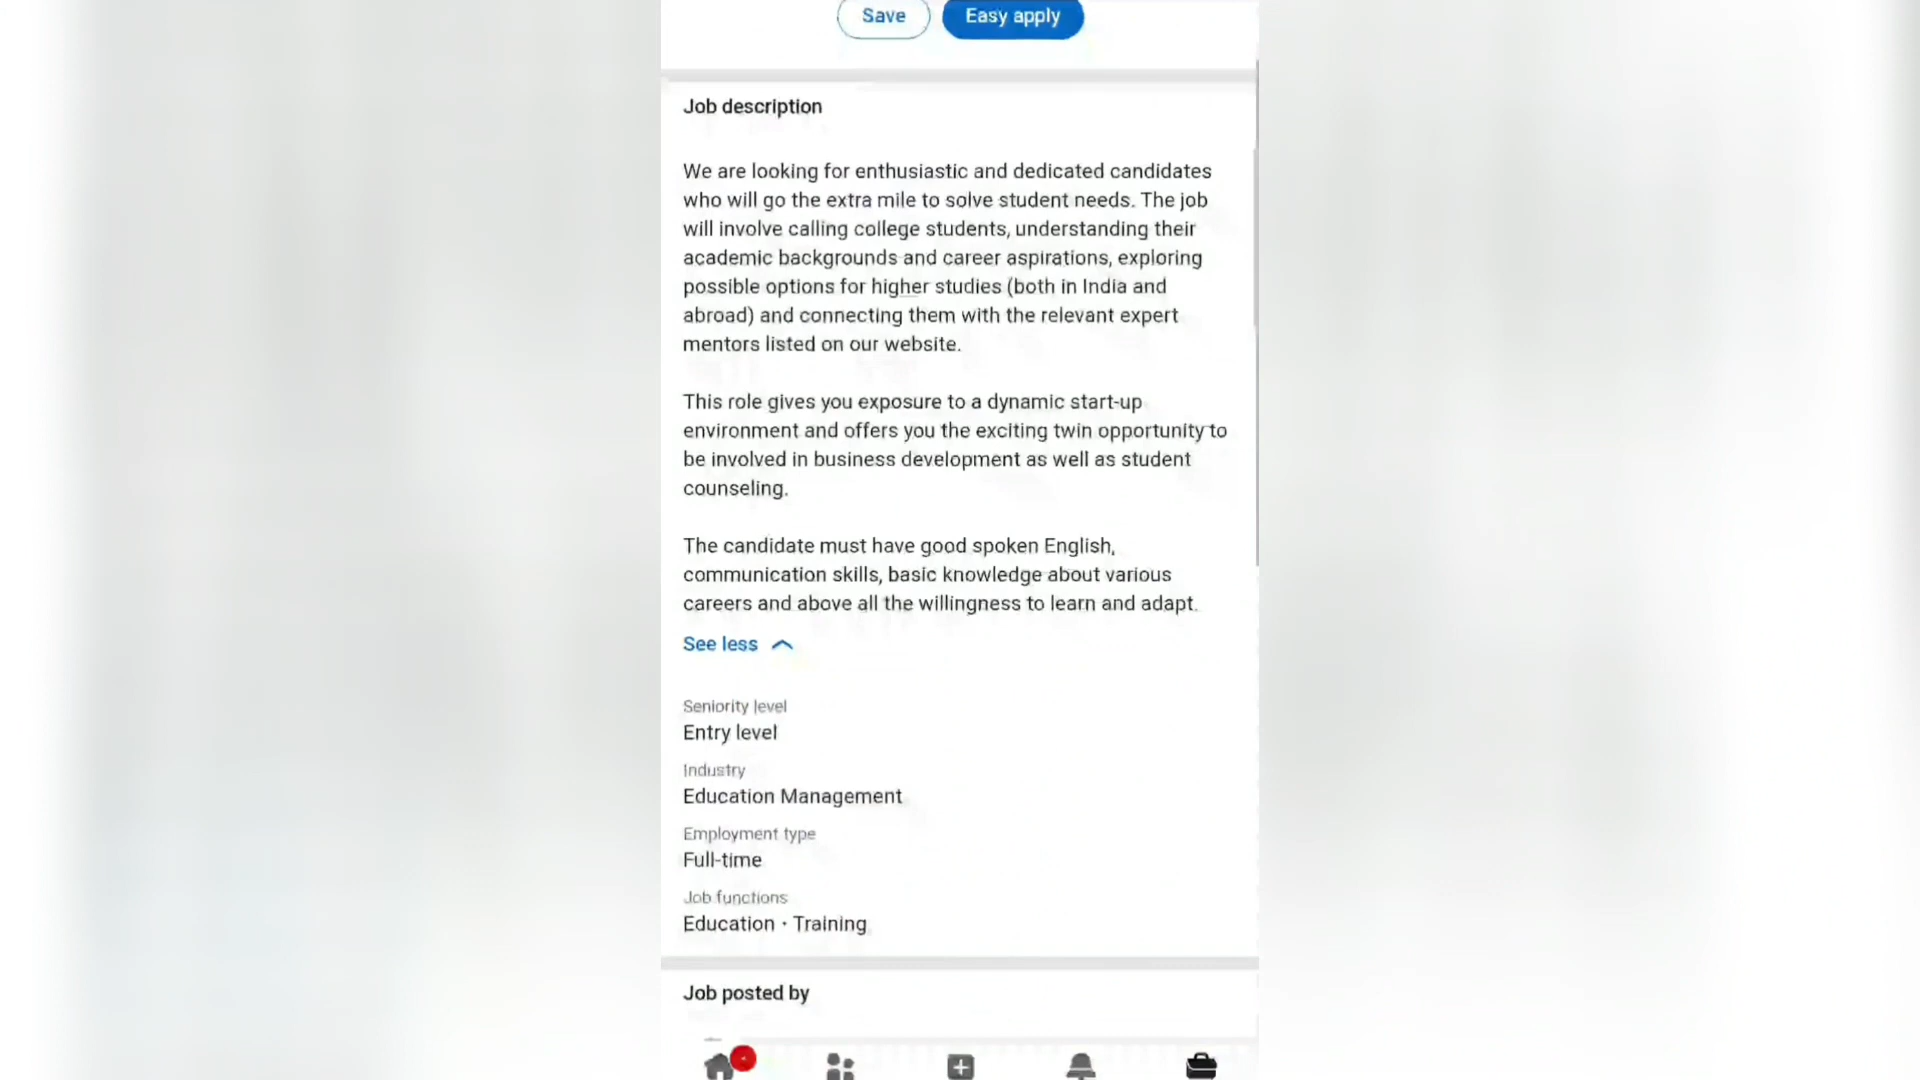 Save
Easy apply
Job description
We are looking for enthusiastic and dedicated candidates
who will go the extra mile to solve student needs. The job
will involve calling college students, understanding their
academic backgrounds and career aspirations, exploring
possible options for higher studies (both in India and
abroad) and connecting them with the relevant expert
mentors listed on our website.
This role gives you exposure to a dynamic start-up
environment and offers you the exciting twin opportunity to
be involved in business development as well as student
counseling.
The candidate must have good spoken English,
communication skills, basic knowledge about various
careers and above all the willingness to learn and adapt.
See less
Seniority level
Entry level
Industry
Education Management
Employment type
Full-time
Job functions
Education · Training
Job posted by